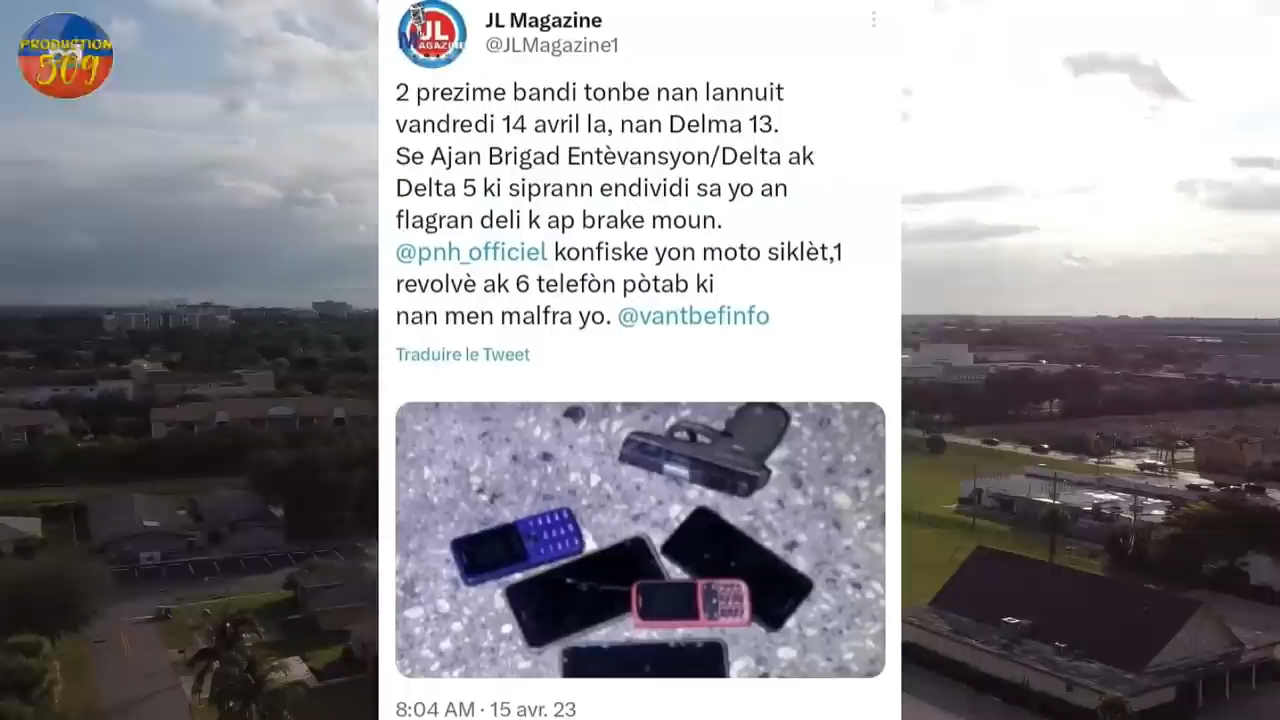 PRODUCTION
509
JL
MAGAZINE
JL Magazine
@JLMagazine1
2 prezime bandi tonbe nan lannuit
vandredi 14 avril la, nan Delma 13.
Se Ajan Brigad Entèvansyon/Delta ak
Delta 5 ki siprann endividi sa yo an
flagran deli k ap brake moun.
@pnh_officiel konfiske yon moto siklèt,1
revolvè ak 6 telefòn pòtab ki
nan men malfra yo. @vantbefinfo
Traduire le Tweet
8:04 AM · 15 avr. 23